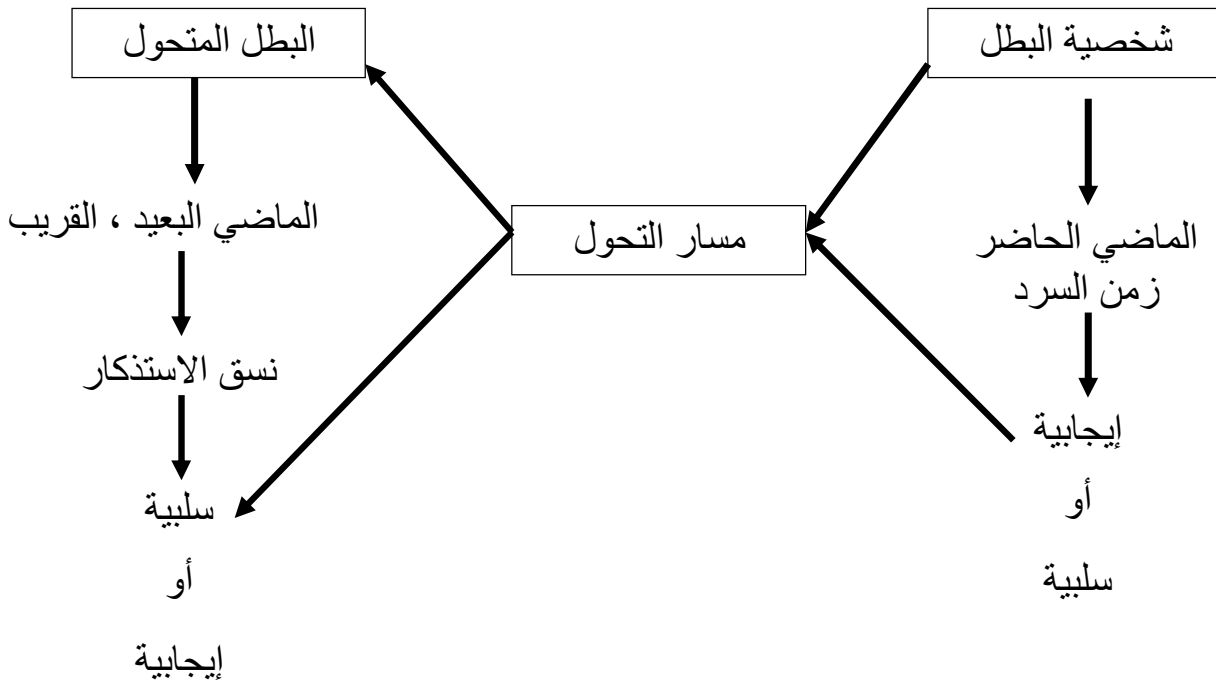 شخصية البطل
البطل المتحول
الماضي الحاضر
زمن السرد
مسار التحول
الماضي البعيد ، القريب
نسق الاستذكار
إيجابية
أو
سلبية
سلبية
أو
إيجابية